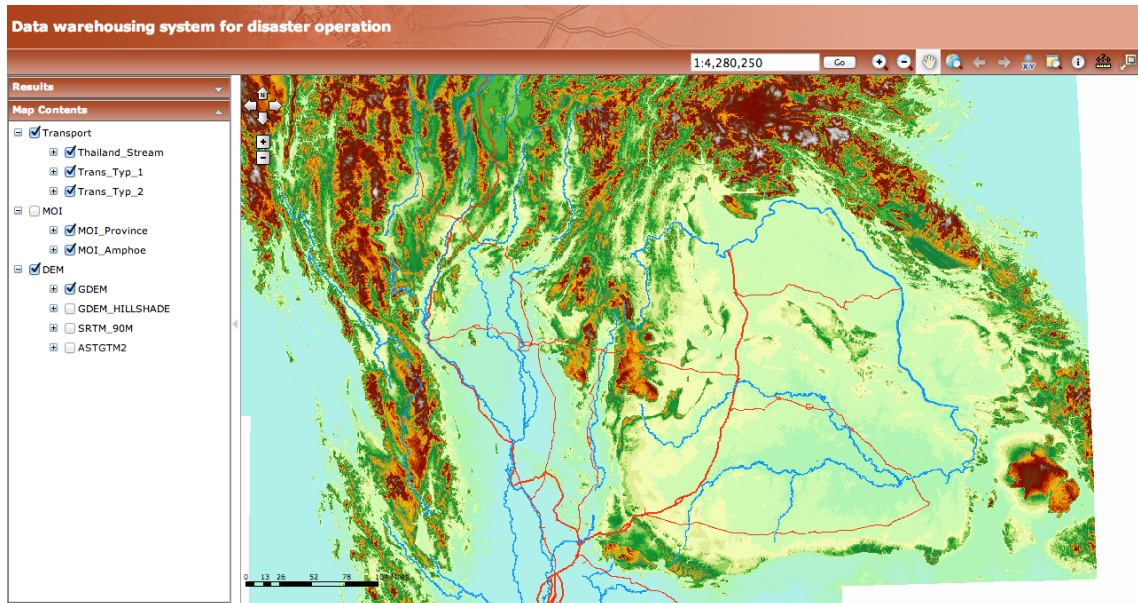 Data warehousing system for disaster operation
1:4,280,250
Go
X,Y
Results
Map Contents
Transport
Thailand_Stream
Trans_Typ_1
Trans_Typ_2
MOI
MOI_Province
MOI_Amphoe
DEM
GDEM
GDEM_HILLSHADE
SRTM_90M
ASTGTM2
N
0 13 26 52 78